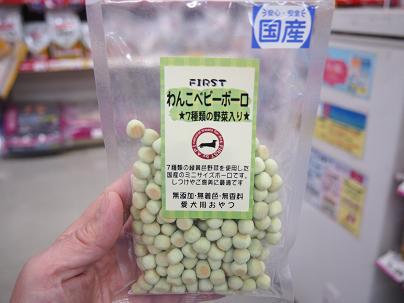 安心・安全
国産
FIRST
わんこベビーボーロ
★7種類の野菜入り★
7種類の緑黄色野菜を使用した
国産のミニサイズボーロです。
しつけやご褒美に最適です
無添加・無着色・無香料
愛犬用おやつ